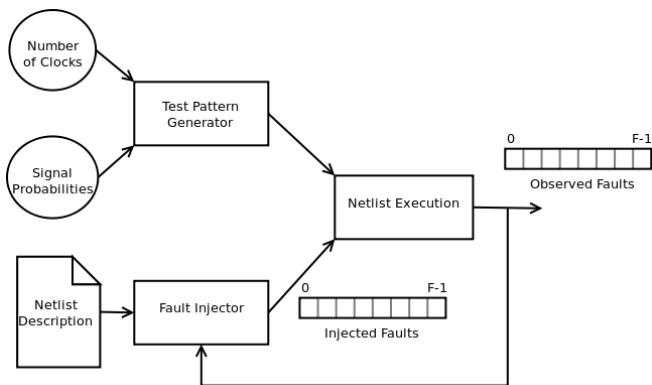 Number
of Clocks
Test Pattern
Generator
Signal
Probabilities
0 F-1
Observed Faults
Netlist Execution
Netlist
Description
Fault Injector
0 F-1
Injected Faults